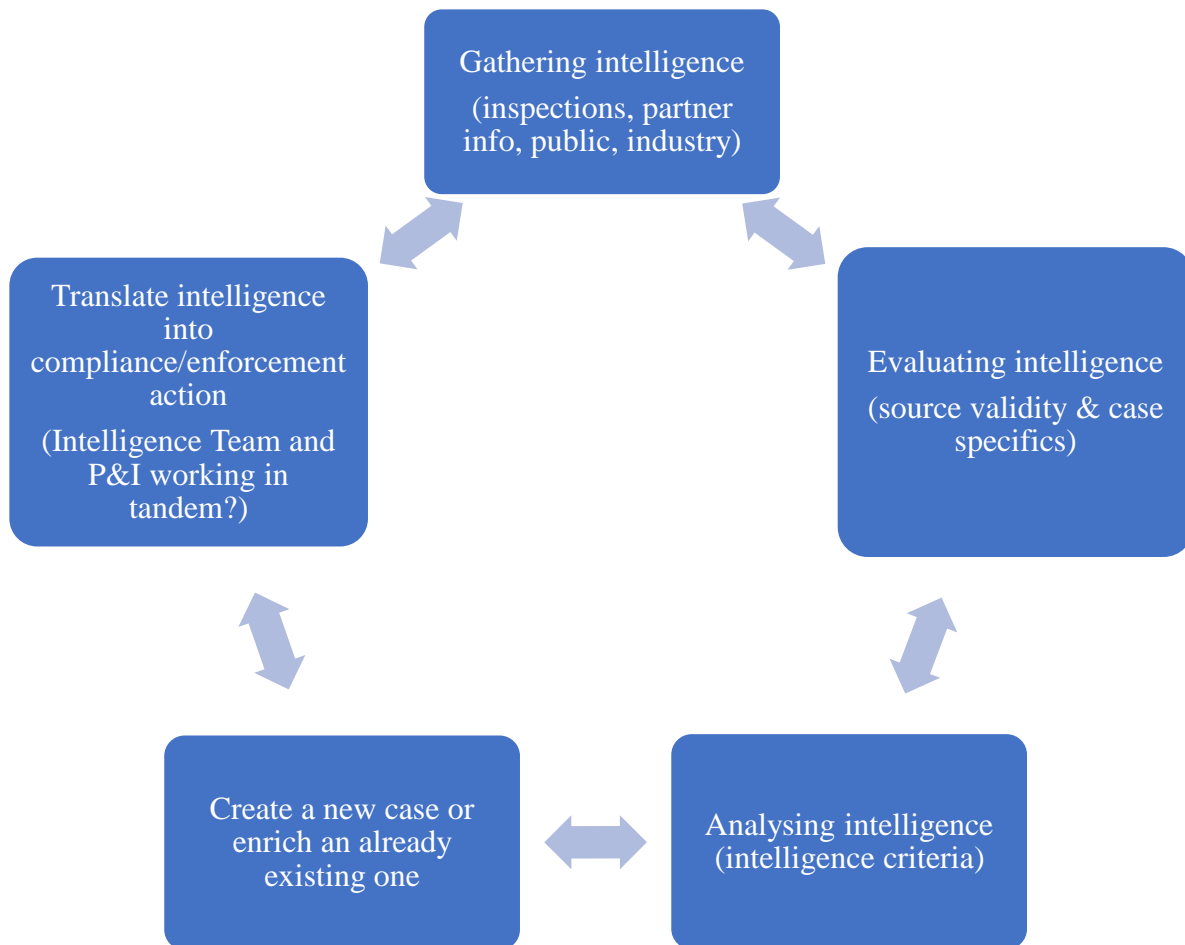 Gathering intelligence
(inspections, partner
info, public, industry)
Evaluating intelligence
(source validity & case
specifics)
Analysing intelligence
(intelligence criteria)
Create a new case or
enrich an already
existing one
Translate intelligence
into
compliance/enforcement
action
(Intelligence Team and
P&I working in
tandem?)